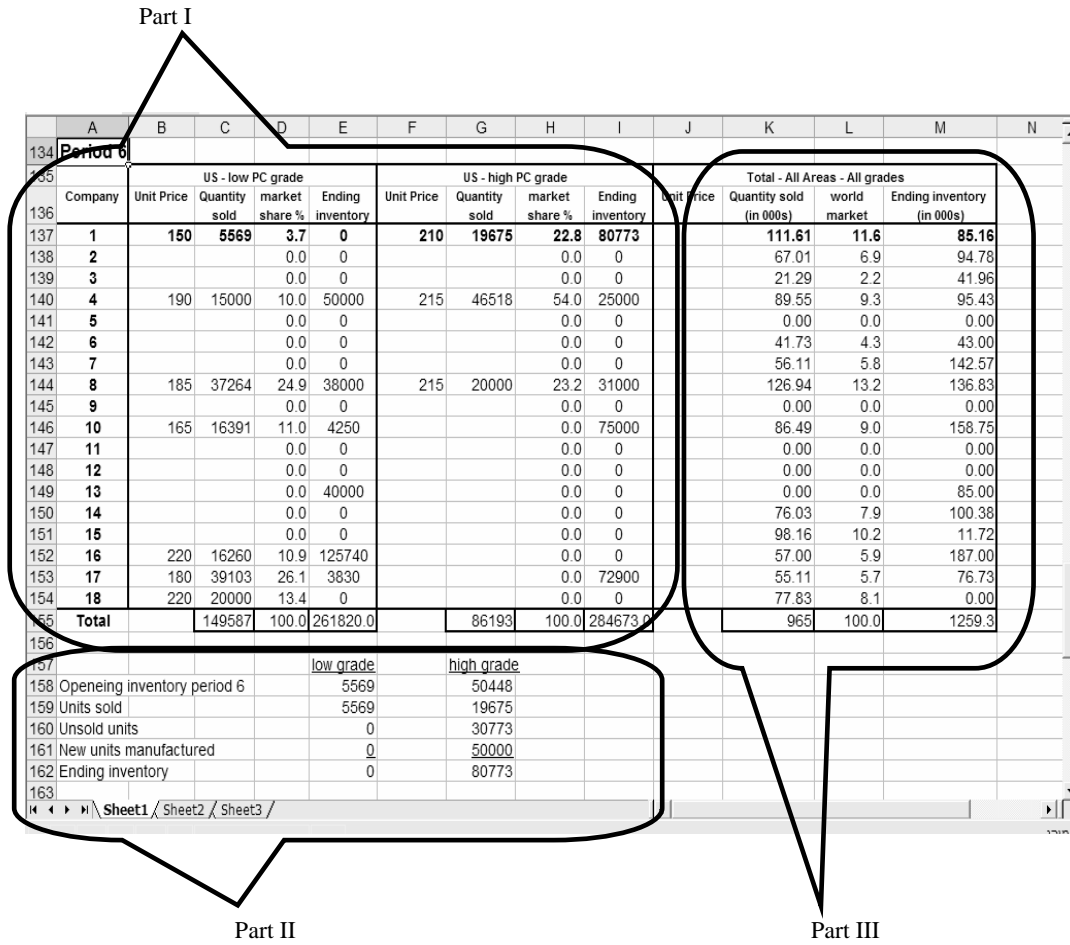 Part I
A B C D E F G H I J K L M N
134 Period 6
135 US - low PC grade US - high PC grade Total - All Areas - All grades
Company Unit Price Quantity market Ending Unit Price Quantity market Ending Unit Price Quantity sold world Ending inventory
136 sold share % inventory sold share % inventory (in 000s) market (in 000s)
137 1 150 5569 3.7 0 210 19675 22.8 80773 111.61 11.6 85.16
138 2 0.0 0 0.0 0 67.01 6.9 94.78
139 3 0.0 0 0.0 0 21.29 2.2 41.96
140 4 190 15000 10.0 50000 215 46518 54.0 25000 89.55 9.3 95.43
141 5 0.0 0 0.0 0 0.00 0.0 0.00
142 6 0.0 0 0.0 0 41.73 4.3 43.00
143 7 0.0 0 0.0 0 56.11 5.8 142.57
144 8 185 37264 24.9 38000 215 20000 23.2 31000 126.94 13.2 136.83
145 9 0.0 0 0.0 0 0.00 0.0 0.00
146 10 165 16391 11.0 4250 0.0 75000 86.49 9.0 158.75
147 11 0.0 0 0.0 0 0.00 0.0 0.00
148 12 0.0 0 0.0 0 0.00 0.0 0.00
149 13 0.0 40000 0.0 0 0.00 0.0 85.00
150 14 0.0 0 0.0 0 76.03 7.9 100.38
151 15 0.0 0 0.0 0 98.16 10.2 11.72
152 16 220 16260 10.9 125740 0.0 0 57.00 5.9 187.00
153 17 180 39103 26.1 3830 0.0 72900 55.11 5.7 76.73
154 18 220 20000 13.4 0 0.0 0 77.83 8.1 0.00
155 Total 149587 100.0 261820.0 86193 100.0 284673.0 965 100.0 1259.3
156
157 low grade high grade
158 Openeing inventory period 6 5569 50448
159 Units sold 5569 19675
160 Unsold units 0 30773
161 New units manufactured 0 50000
162 Ending inventory 0 80773
163
Sheet1 Sheet2 Sheet3
Part II Part III